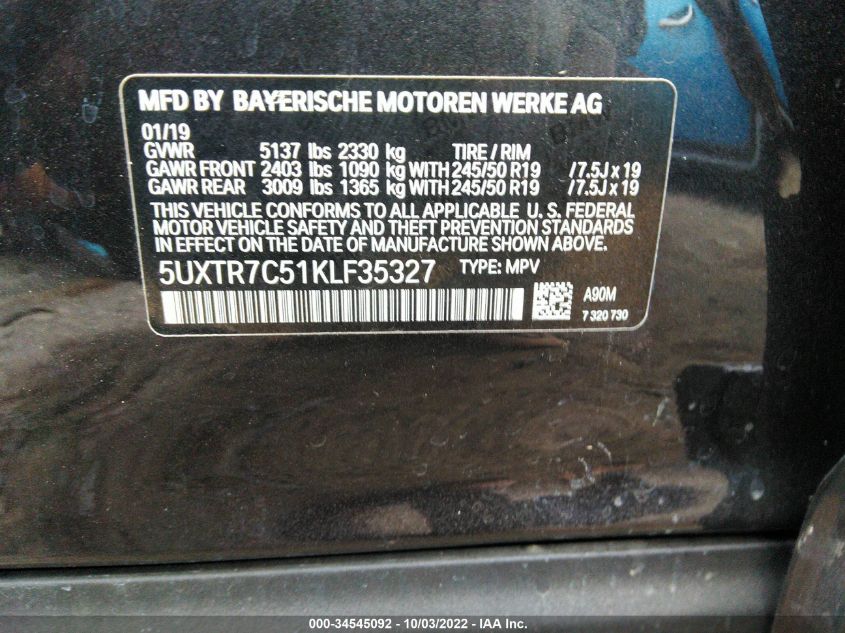 MFD BY BAYERISCHE MOTOREN WERKE AG
01/19
GVWR 5137 lbs 2330 kg TIRE / RIM
GAWR FRONT 2403 lbs 1090 kg WITH 245/50 R19 /7.5J x 19
GAWR REAR 3009 lbs 1365 kg WITH 245/50 R19 /7.5J x 19
THIS VEHICLE CONFORMS TO ALL APPLICABLE U. S. FEDERAL
MOTOR VEHICLE SAFETY AND THEFT PREVENTION STANDARDS
IN EFFECT ON THE DATE OF MANUFACTURE SHOWN ABOVE.
5UXTR7C51KLF35327 TYPE: MPV
A90M
7 320 730
000-34545092 - 10/03/2022 - © IAA, Inc.